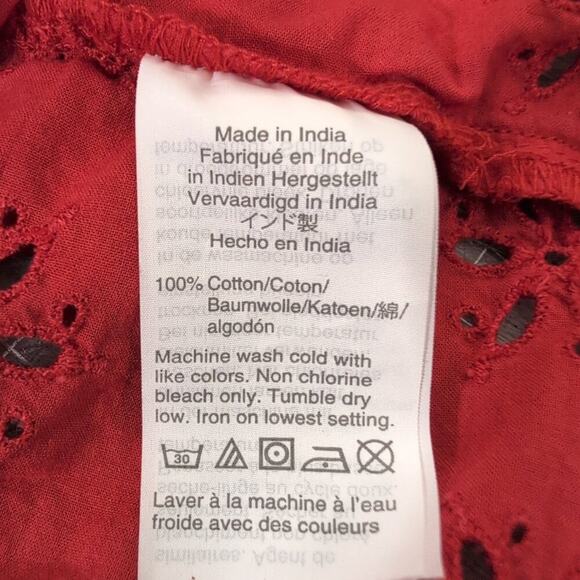 Made in India
Fabriqué en Inde
in Indien Hergestellt
Vervaardigd in India
インド製
Hecho en India
100% Cotton/Coton/
Baumwolle/Katoen/綿/
algodón
Machine wash cold with
like colors. Non chlorine
bleach only. Tumble dry
low. Iron on lowest setting.
30
Laver à la machine à l'eau
froide avec des couleurs